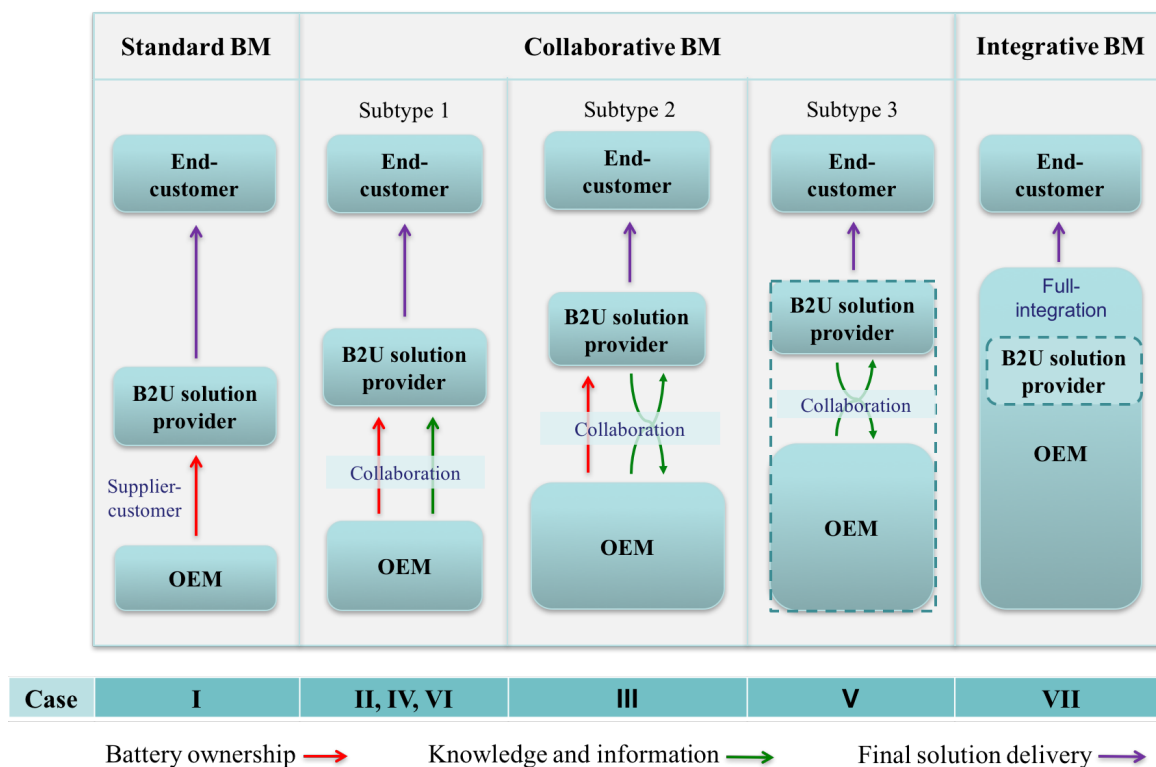 Standard BM
Collaborative BM
Integrative BM
Subtype 1
Subtype 2
Subtype 3
End-
customer
B2U solution
provider
Supplier-
customer
OEM
End-
customer
B2U solution
provider
Collaboration
OEM
End-
customer
B2U solution
provider
Collaboration
OEM
End-
customer
B2U solution
provider
Collaboration
OEM
End-
customer
Full-
integration
B2U solution
provider
OEM
Case I II, IV, VI III V VII
Battery ownership Knowledge and information Final solution delivery